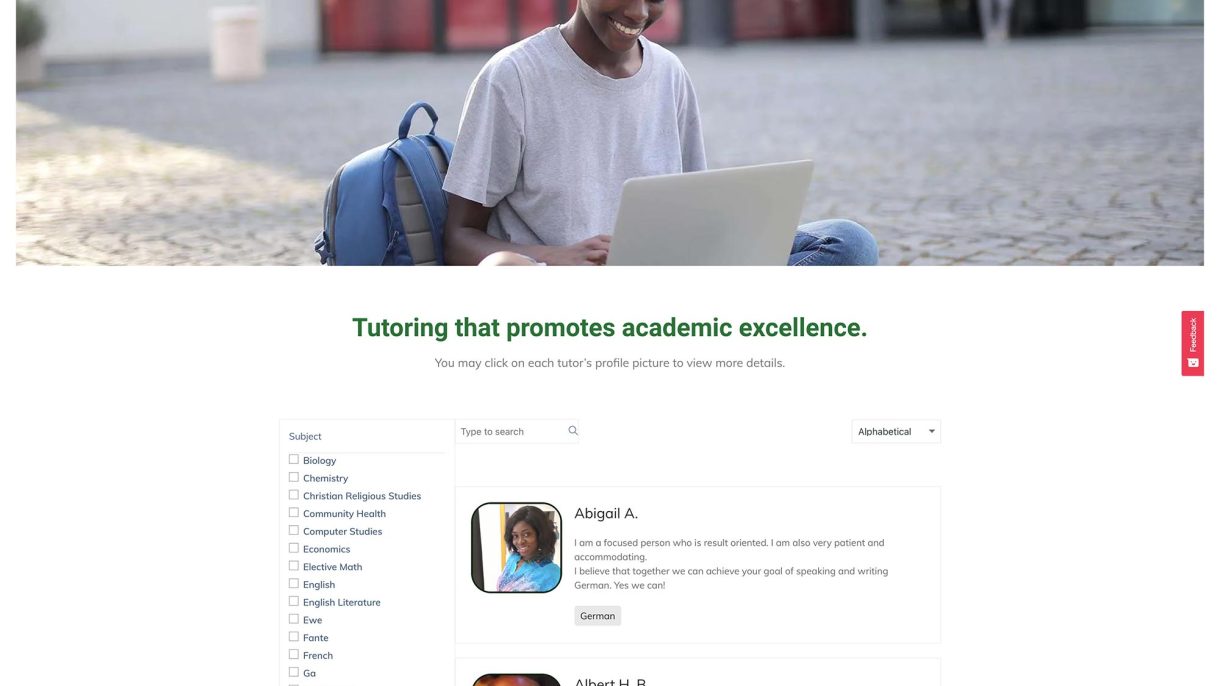 Tutoring that promotes academic excellence.
You may click on each tutor's profile picture to view more details.
Feedback
Subject
Biology
Chemistry
Christian Religious Studies
Community Health
Computer Studies
Economics
Elective Math
English
English Literature
Ewe
Fante
French
Ga
Type to search
Alphabetical
Abigail A.
I am a focused person who is result oriented. I am also very patient and
accommodating.
I believe that together we can achieve your goal of speaking and writing
German. Yes we can!
German
Albert H. B.